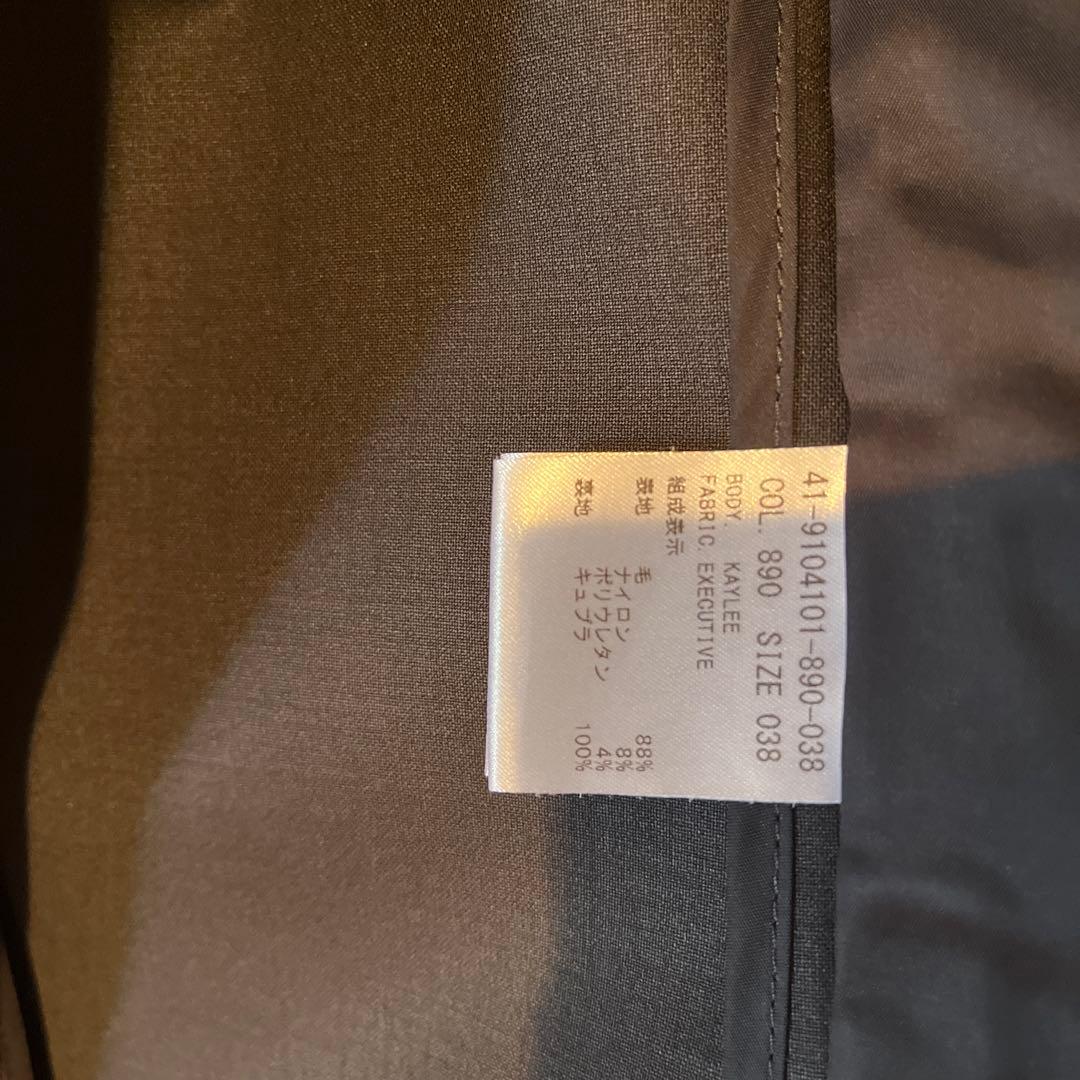 41-9104101-890-038
COL. 890 SIZE 038
BODY. KAYLEE
FABRIC. EXECUTIVE
組成表示
表地 毛 88%
ナイロン 8%
ポリウレタン 4%
裏地 キュプラ 100%